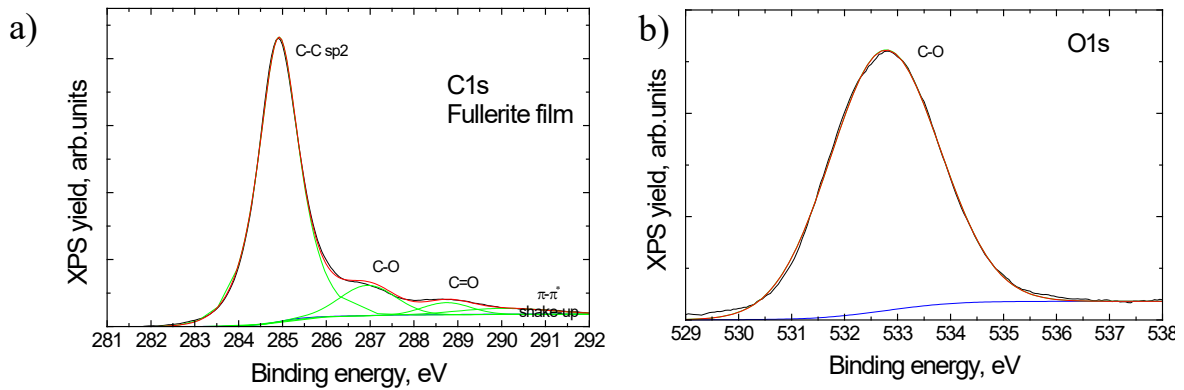 a)
C-C sp2
C1s
Fullerite film
C-O
C=O
π-π*
shake-up
XPS yield, arb.units
281 282 283 284 285 286 287 288 289 290 291 292
Binding energy, eV
b)
C-O
O1s
XPS yield, arb.units
529 530 531 532 533 534 535 536 537 538
Binding energy, eV